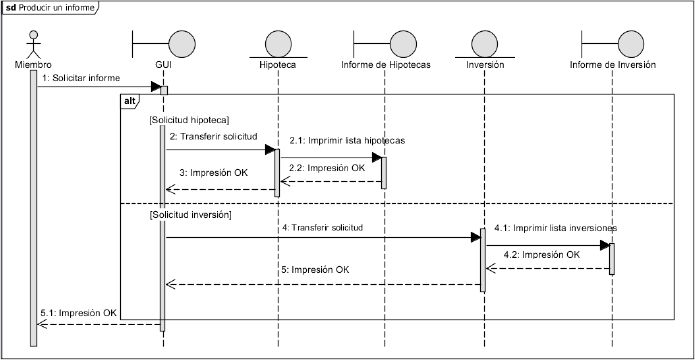 sd Producir un informe
Miembro
GUI
Hipoteca
Informe de Hipotecas
Inversión
Informe de Inversión
1: Solicitar informe
alt
[Solicitud hipoteca]
2: Transferir solicitud
2.1: Imprimir lista hipotecas
2.2: Impresión OK
3: Impresión OK
[Solicitud inversión]
4: Transferir solicitud
4.1: Imprimir lista inversiones
4.2: Impresión OK
5: Impresión OK
5.1: Impresión OK